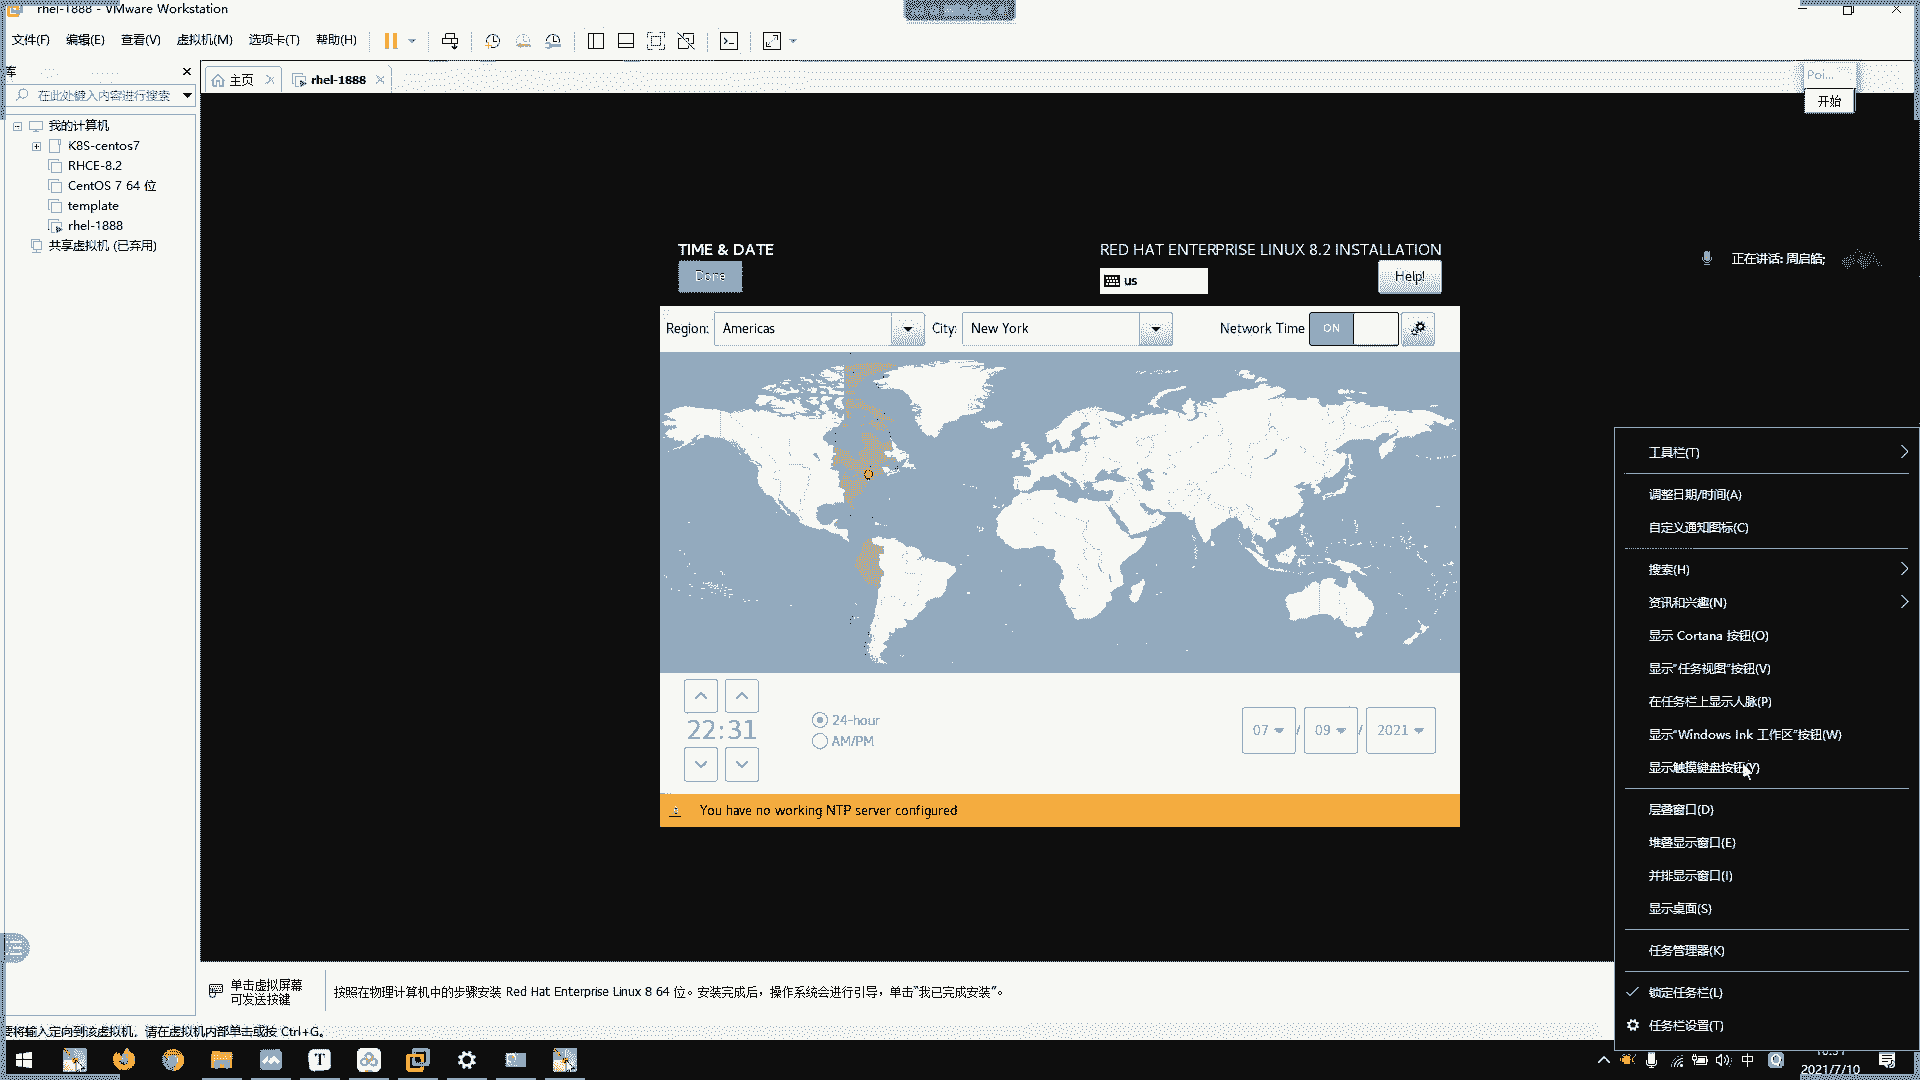 rhel-1888 - VMware Workstation
文件(F) 编辑(E) 查看(V) 虚拟机(M) 选项卡(T) 帮助(H)
库
主页
rhel-1888
Poi...
开始
在此处键入内容进行搜索
我的计算机
K8S-centos7
RHCE-8.2
CentOS 7 64 位
template
rhel-1888
共享虚拟机 (已弃用)
TIME & DATE
RED HAT ENTERPRISE LINUX 8.2 INSTALLATION
Done
us
Help!
正在讲话: 周启皓;
Region: Americas City: New York Network Time ON
22:31
24-hour
AM/PM
07 / 09 / 2021
You have no working NTP server configured
工具栏(T)
调整日期/时间(A)
自定义通知图标(C)
搜索(H)
资讯和兴趣(N)
显示 Cortana 按钮(O)
显示“任务视图”按钮(V)
在任务栏上显示人脉(P)
显示“Windows Ink 工作区”按钮(W)
显示触摸键盘按钮(Y)
层叠窗口(D)
堆叠显示窗口(E)
并排显示窗口(I)
显示桌面(S)
任务管理器(K)
锁定任务栏(L)
任务栏设置(T)
单击虚拟屏幕
可发送按键
按照在物理计算机中的步骤安装 Red Hat Enterprise Linux 8 64 位。安装完成后，操作系统会进行引导，单击“我已完成安装”。
要将输入定向到该虚拟机，请在虚拟机内部单击或按 Ctrl+G。
T
中
2021/7/10